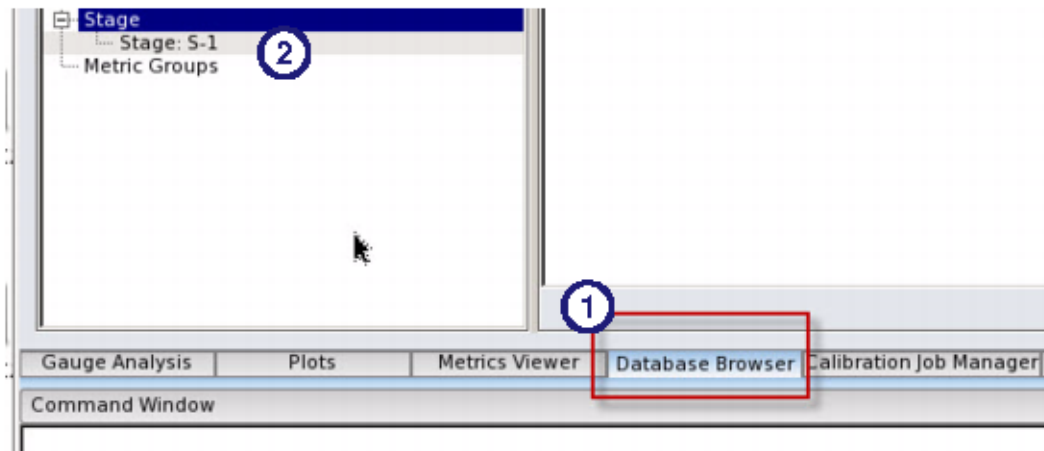 Stage
Stage: S-1
2
Metric Groups
1
Gauge Analysis Plots Metrics Viewer Database Browser Calibration Job Manager
Command Window